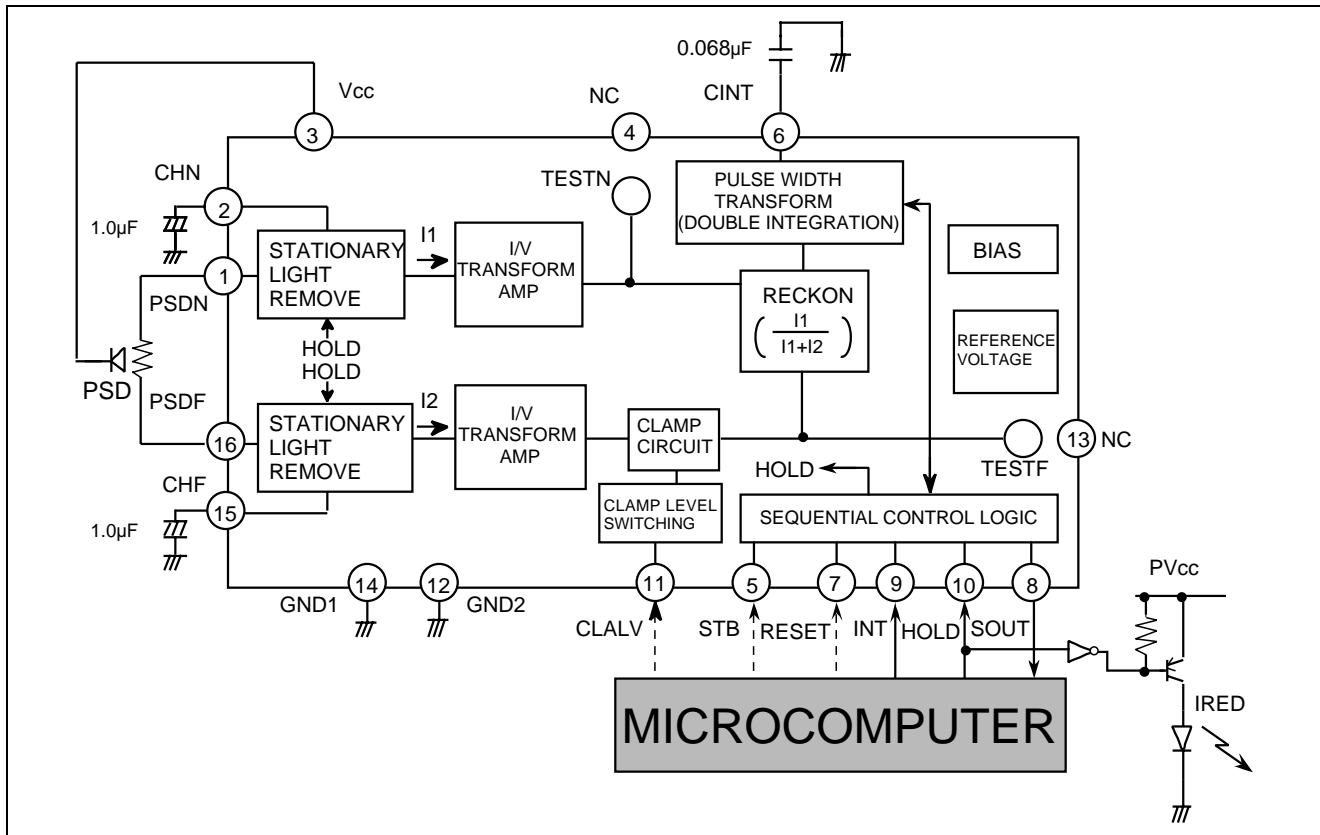 0.068μF
Vcc
NC
CINT
3
4
6
CHN
TESTN
PULSE WIDTH
TRANSFORM
(DOUBLE INTEGRATION)
2
1.0μF
STATIONARY
LIGHT
REMOVE
I1
I/V
TRANSFORM
AMP
BIAS
1
PSDN
RECKON
I1
I1+I2
REFERENCE
VOLTAGE
HOLD
HOLD
PSD
PSDF
STATIONARY
LIGHT
REMOVE
I2
I/V
TRANSFORM
AMP
CLAMP
CIRCUIT
16
13
NC
TESTF
HOLD
CHF
15
1.0μF
CLAMP LEVEL
SWITCHING
SEQUENTIAL CONTROL LOGIC
14
12
11
5
7
9
10
8
PVcc
GND1
GND2
CLALV
STB
RESET
INT
HOLD
SOUT
MICROCOMPUTER
IRED